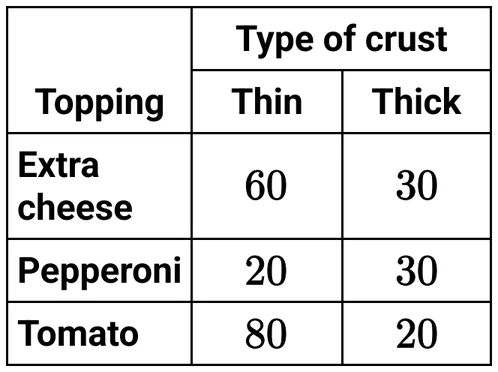 Type of crust
Topping Thin Thick
Extra
cheese 60 30
Pepperoni 20 30
Tomato 80 20